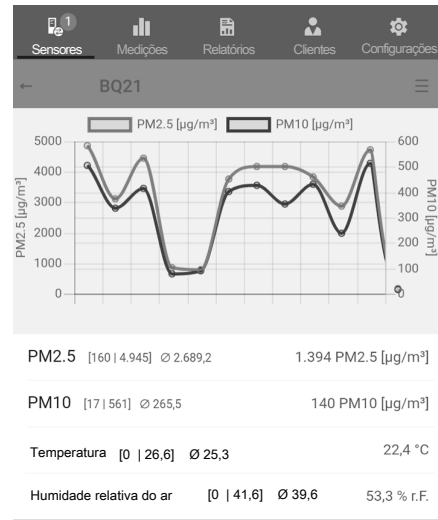 1
Sensores Medições Relatórios Clientes Configurações
← BQ21 ☰
PM2.5 [µg/m³] PM10 [µg/m³]
5000 600
4000 500
3000 400
2000 300
1000 200
0 100
0
PM2.5 [µg/m³]
PM10 [µg/m³]
PM2.5 [160 | 4.945] Ø 2.689,2 1.394 PM2.5 [µg/m³]
PM10 [17 | 561] Ø 265,5 140 PM10 [µg/m³]
Temperatura [0 | 26,6] Ø 25,3 22,4 °C
Humidade relativa do ar [0 | 41,6] Ø 39,6 53,3 % r.F.